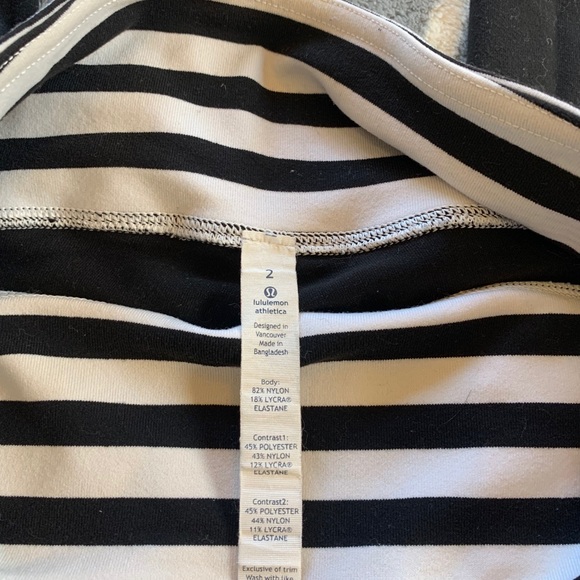 2
lululemon
athletica
Designed in
Vancouver
Made in
Bangladesh
Body:
82% NYLON
18% LYCRA®
ELASTANE
Contrast1:
45% POLYESTER
43% NYLON
12% LYCRA®
ELASTANE
Contrast2:
45% POLYESTER
44% NYLON
11% LYCRA®
ELASTANE
Exclusive of trim
Wash with like